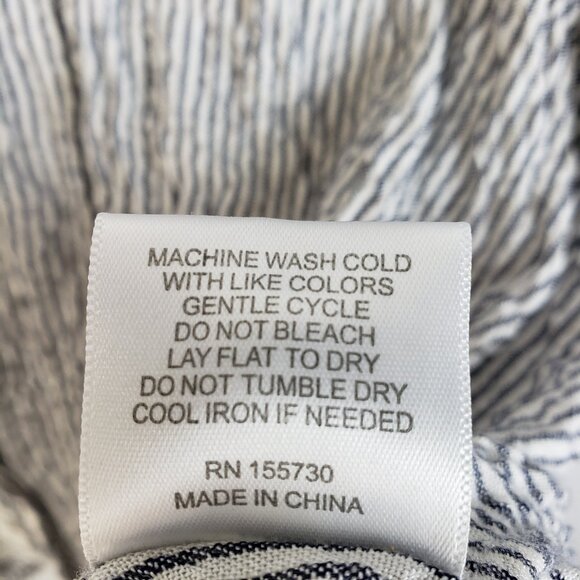 MACHINE WASH COLD
WITH LIKE COLORS
GENTLE CYCLE
DO NOT BLEACH
LAY FLAT TO DRY
DO NOT TUMBLE DRY
COOL IRON IF NEEDED
RN 155730
MADE IN CHINA